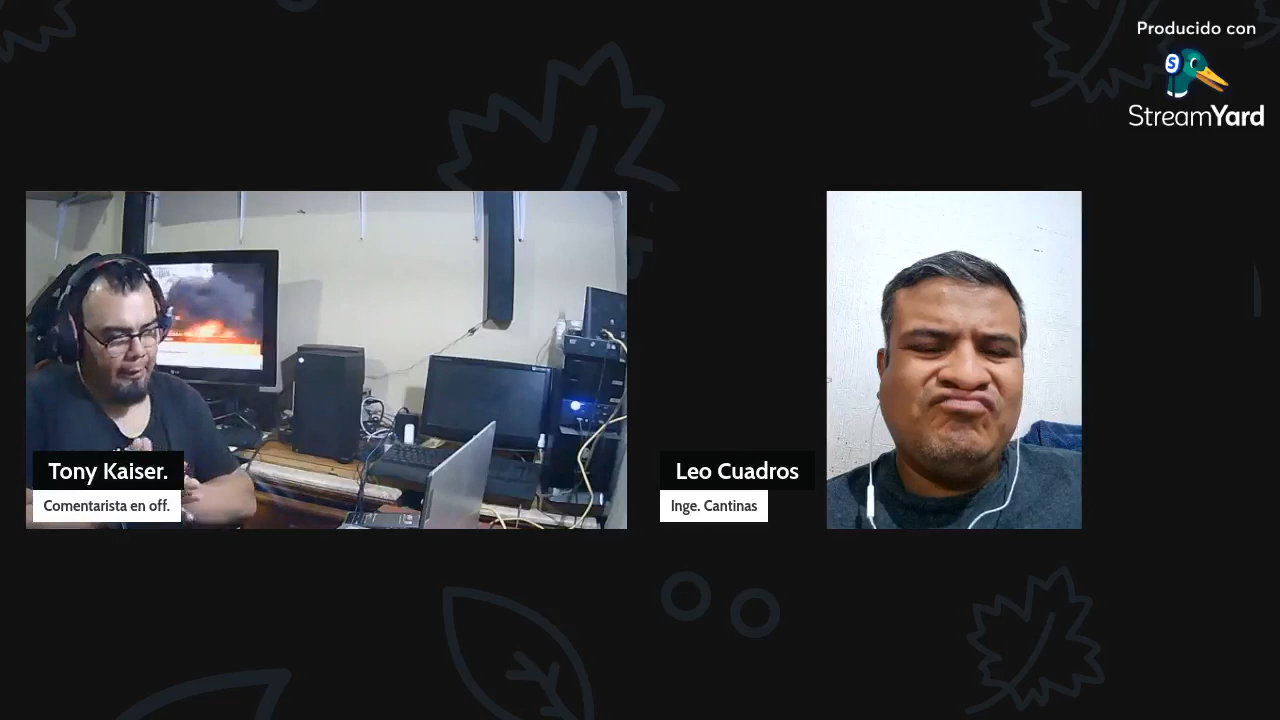 Producido con
S
StreamYard
Tony Kaiser.
Comentarista en off.
Leo Cuadros
Inge. Cantinas